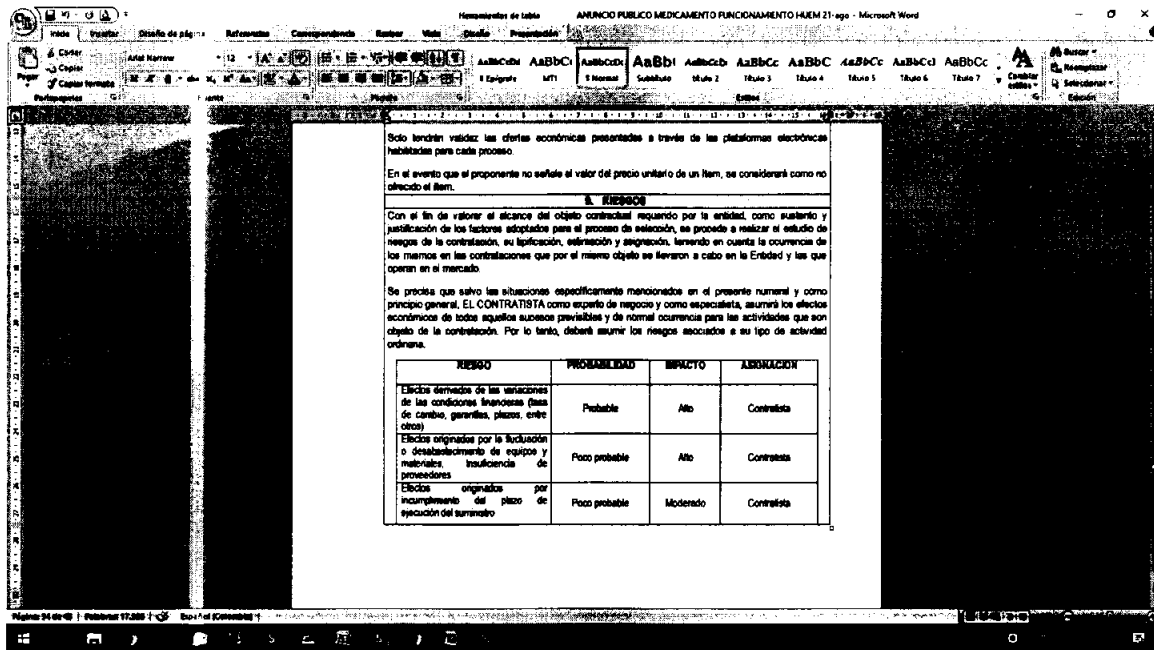 Herramientas de tabla ANUNCIO PUBLICO MEDICAMENTO FUNCIONAMIENTO HUEM 21-ago - Microsoft Word
Inicio Insertar Diseño de página Referencias Correspondencia Revisar Vista Diseño Presentación
Cortar
Copiar
Copiar formato
Pegar
Arial Narrow 12
AaBbCcDc AaBbC AaBbCcDc AaBbI AaBbCcDc AaBbCc AaBbC AaBbCc AaBbCcI AaBbCc
Epígrafe MT1 Normal Subtítulo título 2 Título 3 Título 4 Título 5 Título 6 Título 7
Cambiar estilos
Buscar
Reemplazar
Seleccionar
Portapapeles Fuente Párrafo Estilos Edición
Solo tendrán validez las ofertas económicas presentadas a través de las plataformas electrónicas
habilitadas para cada proceso.
En el evento que el proponente no señale el valor del precio unitario de un ítem, se considerará como no
ofrecido el ítem.
RIESGOS
Con el fin de valorar el alcance del objeto contractual requerido por la entidad, como sustento y
justificación de los factores adoptados para el proceso de selección, se procede a realizar el estudio de
riesgos de la contratación, su tipificación, estimación y asignación, teniendo en cuenta la ocurrencia de
los mismos en las contrataciones que por el mismo objeto se llevaron a cabo en la Entidad y las que
operan en el mercado.
Se precisa que salvo las situaciones específicamente mencionados en el presente numeral y como
principio general, EL CONTRATISTA como experto de negocio y como especialista, asumirá los efectos
económicos de todos aquellos sucesos previsibles y de normal ocurrencia para las actividades que son
objeto de la contratación. Por lo tanto, deberá asumir los riesgos asociados a su tipo de actividad
ordinaria.
RIESGO PROBABILIDAD IMPACTO ASIGNACION
Efectos derivados de las variaciones
de las condiciones financieras (tasa
de cambio, garantías, plazos, entre
otros)
Probable Alto Contratista
Efectos originados por la fluctuación
o desabastecimiento de equipos y
materiales, Insuficiencia de
proveedores
Poco probable Alto Contratista
Efectos originados por
incumplimiento del plazo de
ejecución del suministro
Poco probable Moderado Contratista
Español (Colombia)